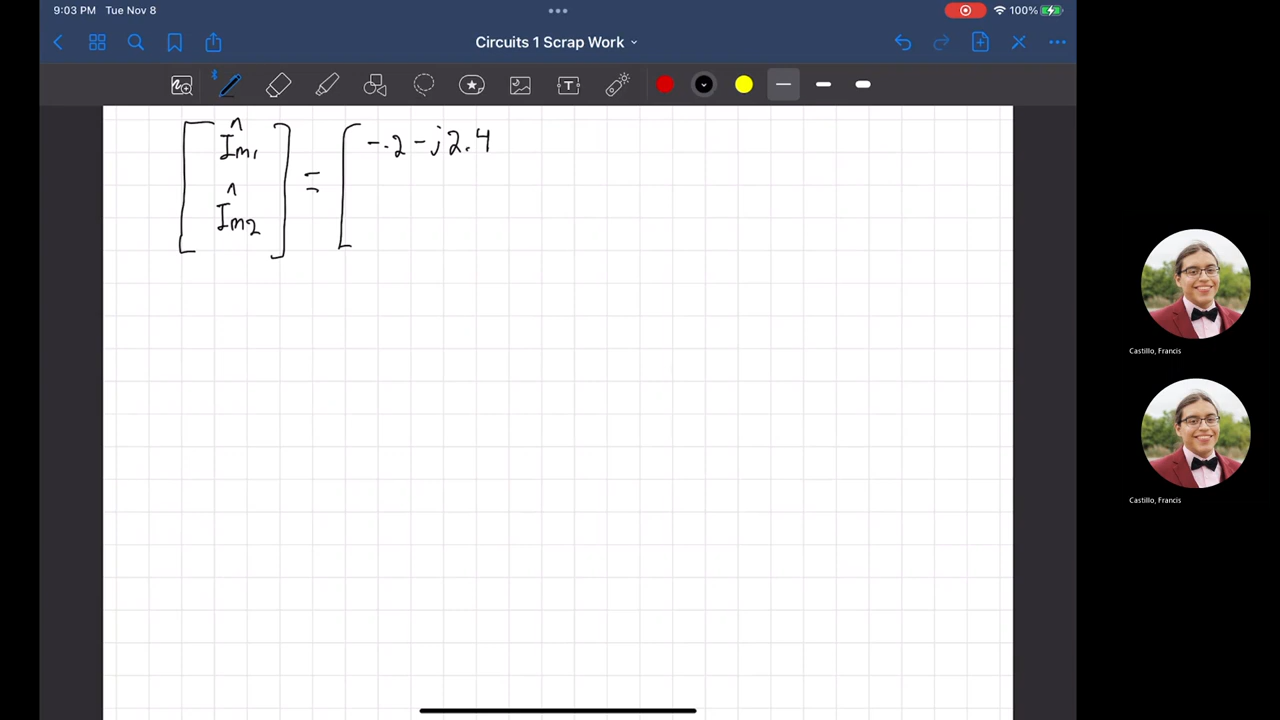 9:03 PM Tue Nov 8
100%
Circuits 1 Scrap Work
T
Îm1 = -.2 - j2.4
Îm2
Castillo, Francis
Castillo, Francis